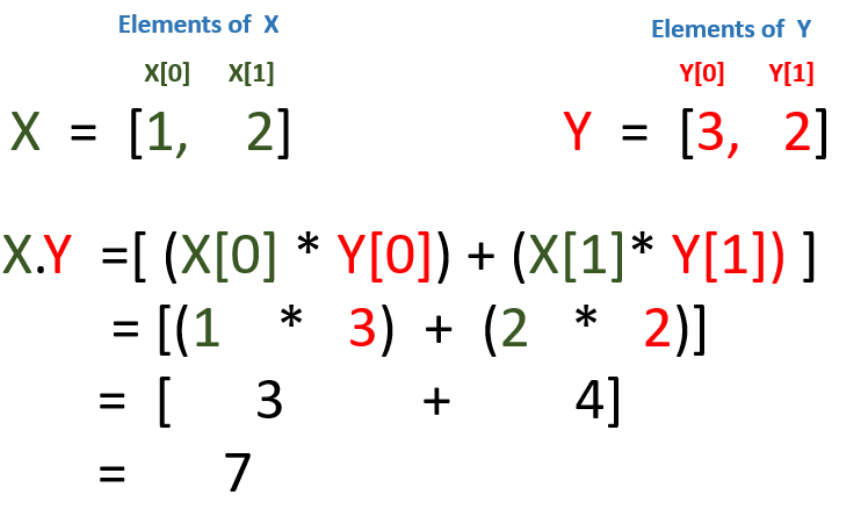 Elements of X Elements of Y
X[0] X[1] Y[0] Y[1]
X = [1, 2] Y = [3, 2]
X.Y =[ (X[0] * Y[0]) + (X[1]* Y[1]) ]
= [(1 * 3) + (2 * 2)]
= [ 3 + 4]
= 7